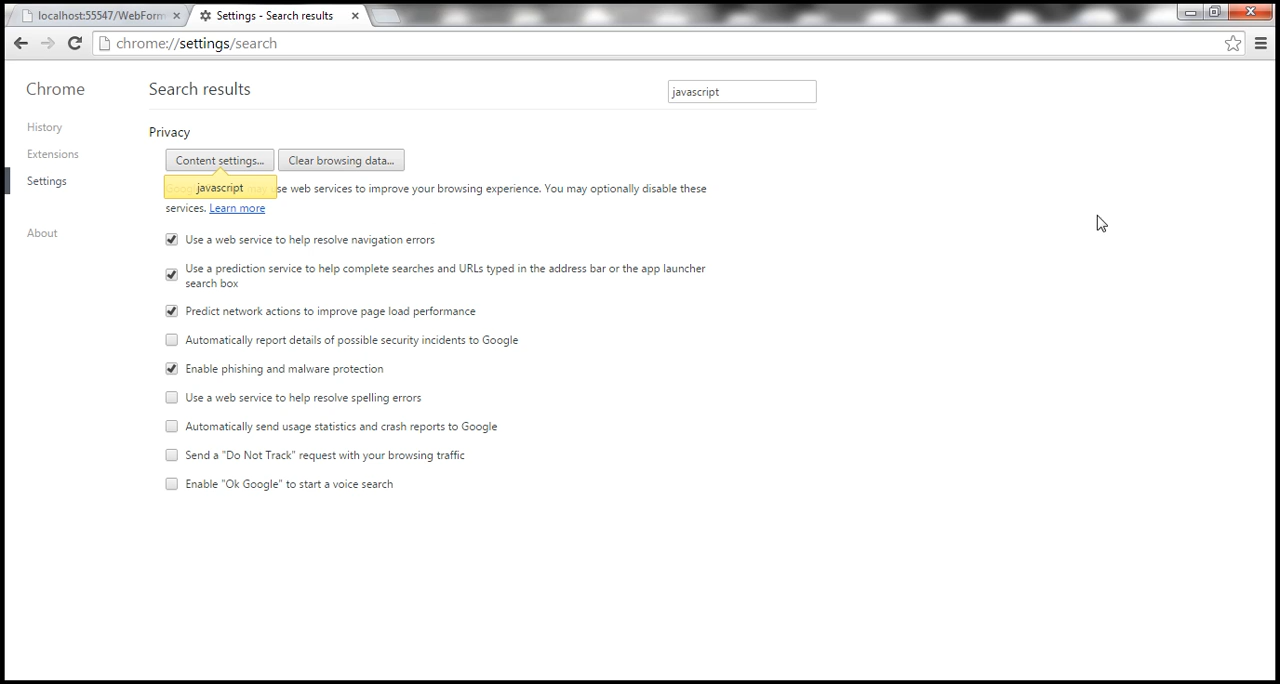 localhost:55547/WebForm
Settings - Search results
chrome://settings/search
Chrome
Search results
javascript
History
Privacy
Extensions
Content settings...
Clear browsing data...
Settings
javascript
use web services to improve your browsing experience. You may optionally disable these
services. Learn more
About
Use a web service to help resolve navigation errors
Use a prediction service to help complete searches and URLs typed in the address bar or the app launcher
search box
Predict network actions to improve page load performance
Automatically report details of possible security incidents to Google
Enable phishing and malware protection
Use a web service to help resolve spelling errors
Automatically send usage statistics and crash reports to Google
Send a "Do Not Track" request with your browsing traffic
Enable "Ok Google" to start a voice search